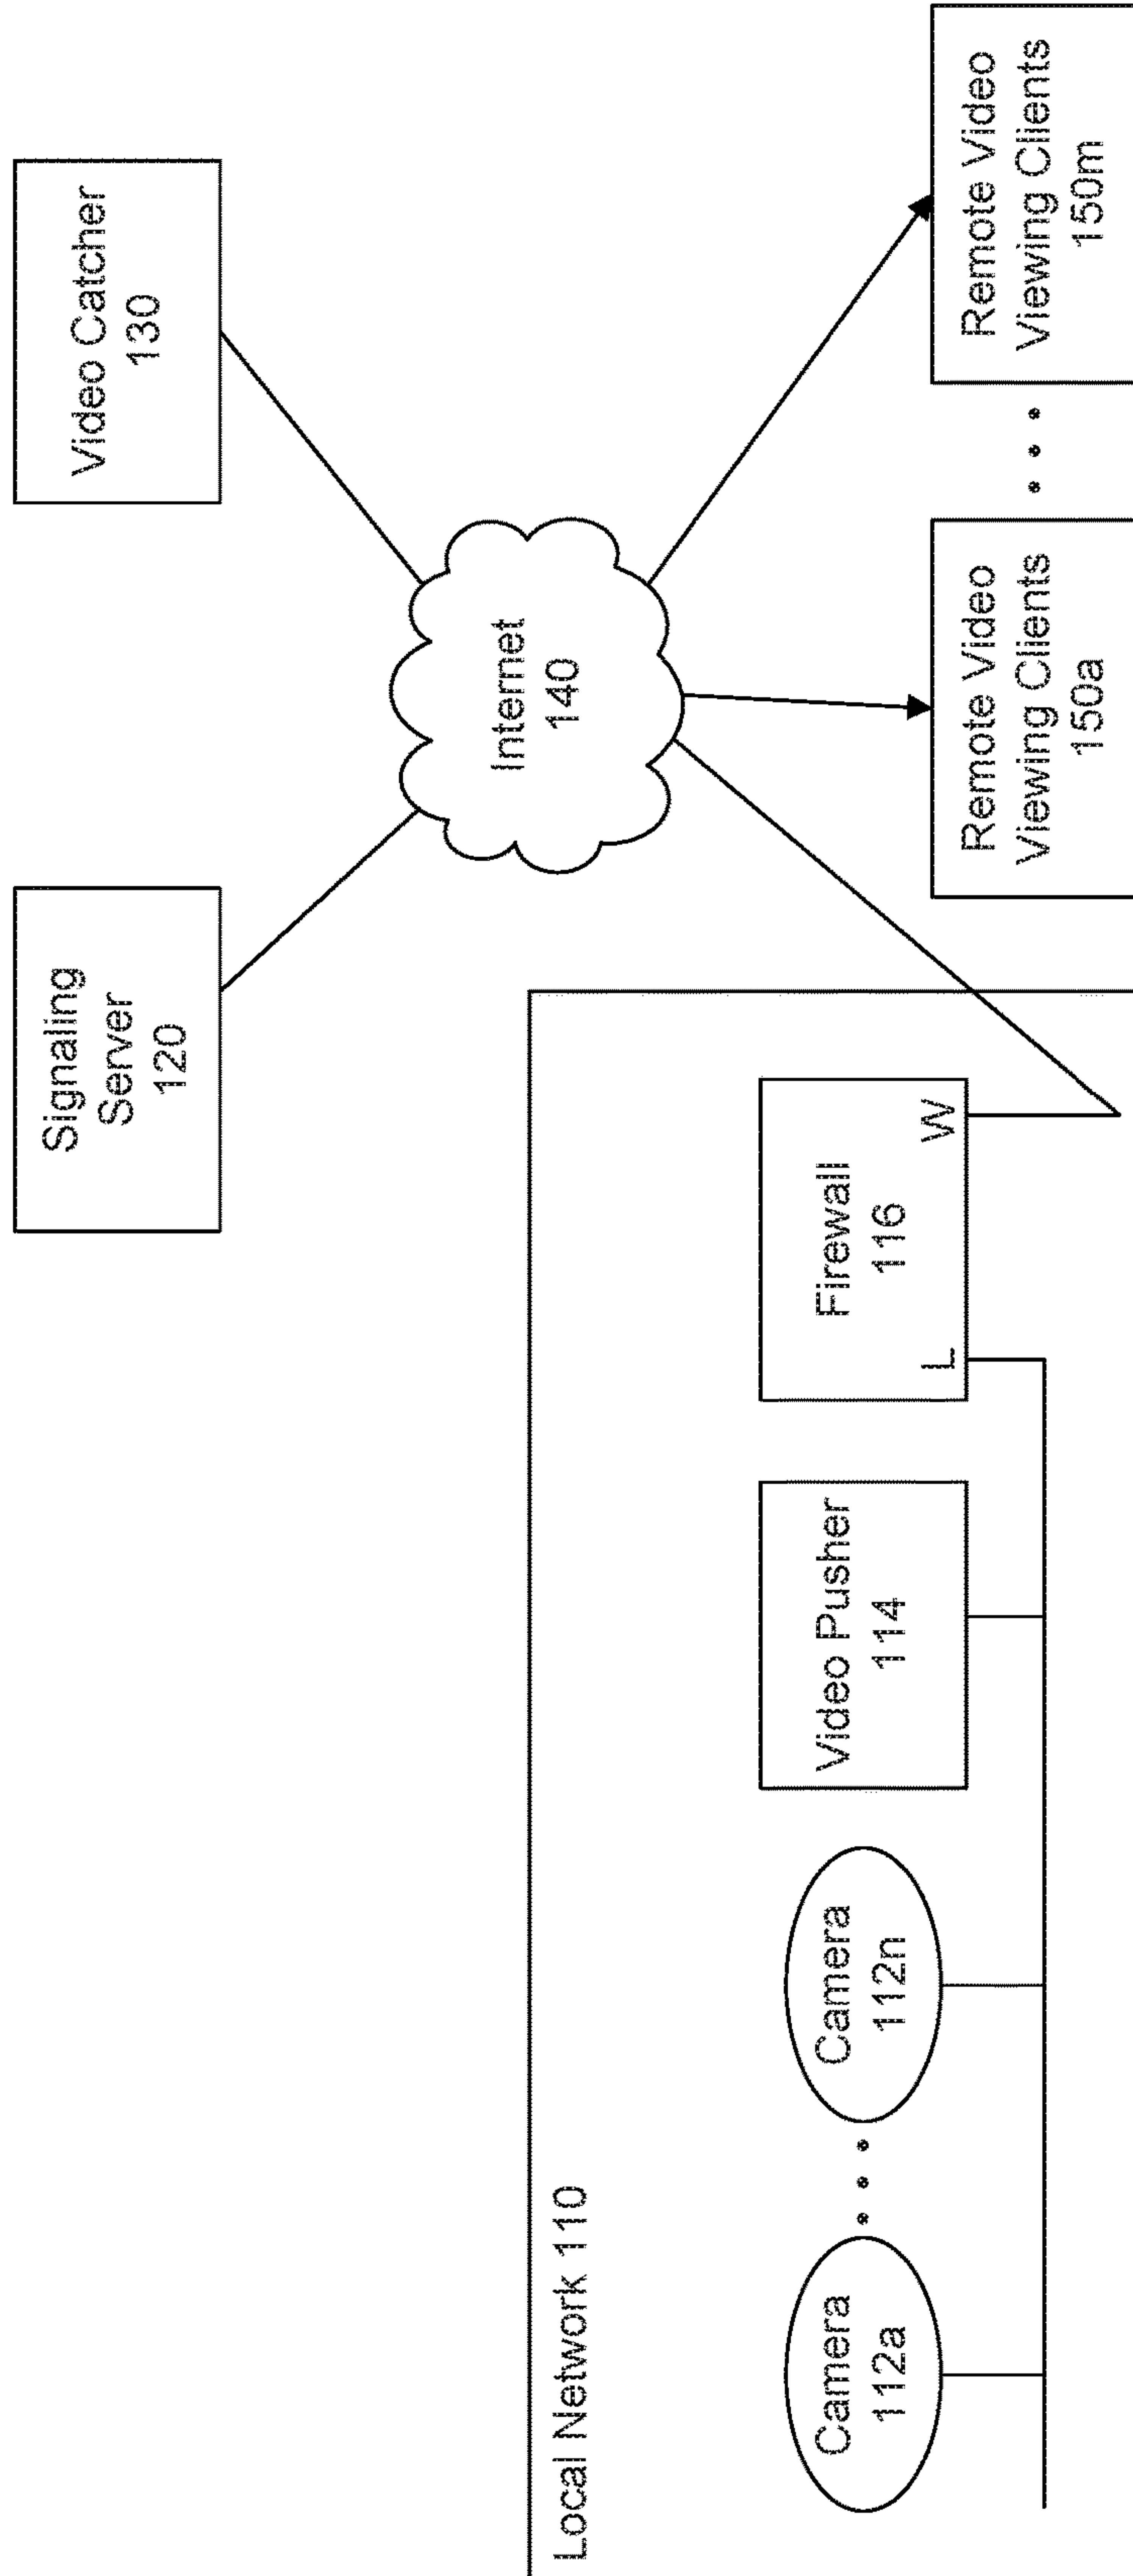 Signaling
Server
120
Video Catcher
130
Internet
140
Local Network 110
Camera
112a
Camera
112n
Video Pusher
114
Firewall
116
L
W
Remote Video
Viewing Clients
150a
Remote Video
Viewing Clients
150m